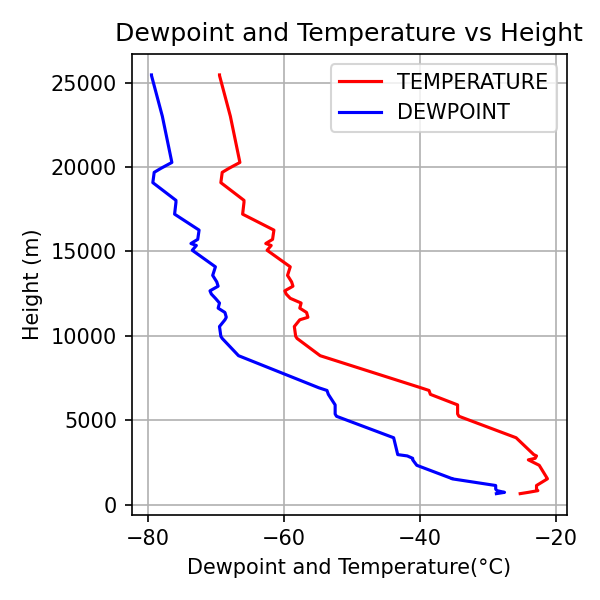 Dewpoint and Temperature vs Height
TEMPERATURE
DEWPOINT
25000
20000
15000
10000
5000
0
Height (m)
−80
−60
−40
−20
Dewpoint and Temperature(°C)